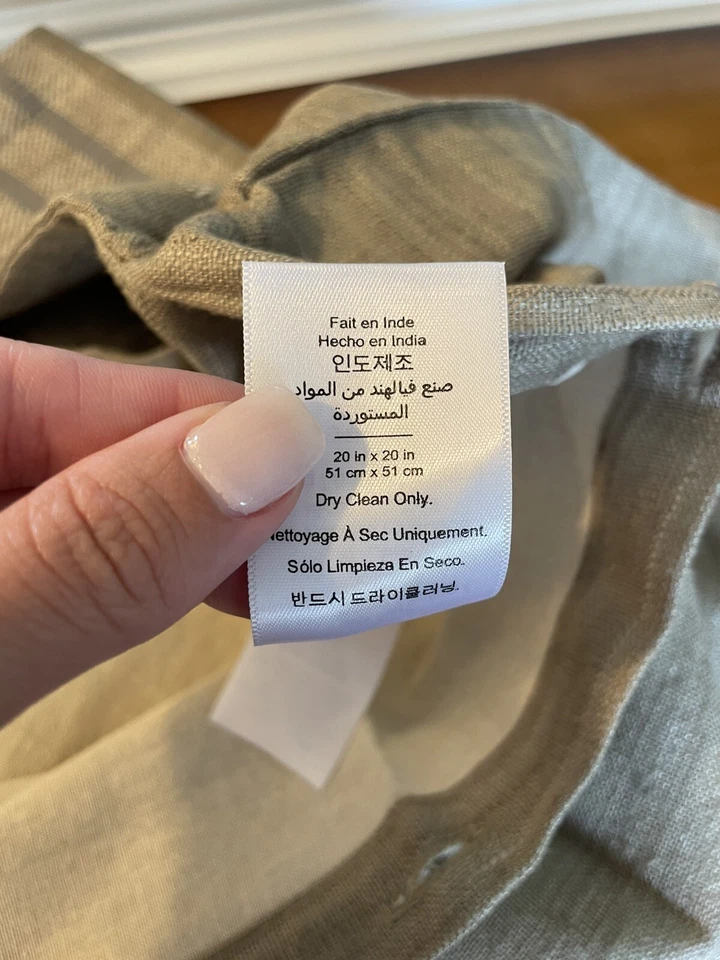 Fait en Inde
Hecho en India
인도제조
صنع فيالهند من المواد
المستوردة
20 in x 20 in
51 cm x 51 cm
Dry Clean Only.
À Sec Uniquement.
Sólo Limpieza En Seco.
반드시 드라이클러닝.